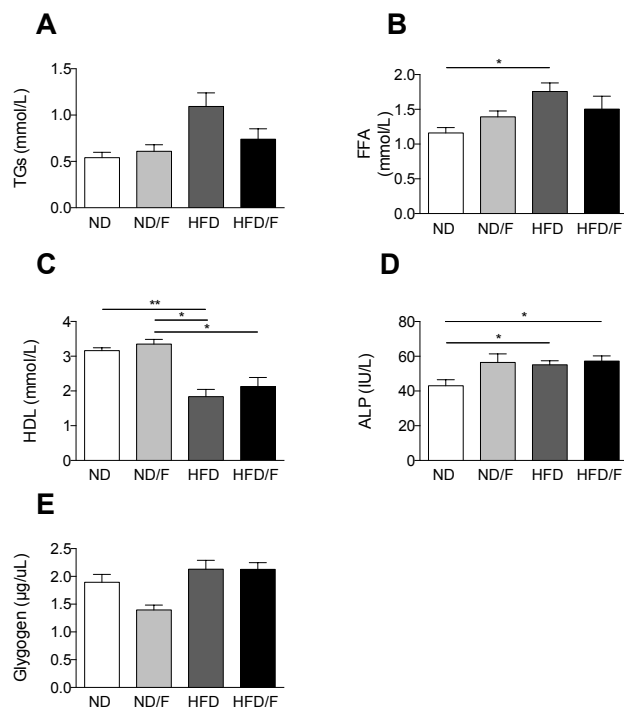 A
TGs (mmol/L)
1.5
1.0
0.5
0.0
ND ND/F HFD HFD/F
B
FFA
(mmol/L)
*
2.0
1.5
1.0
0.5
0.0
ND ND/F HFD HFD/F
C
HDL (mmol/L)
**
*
*
4
3
2
1
0
ND ND/F HFD HFD/F
D
ALP (IU/L)
*
*
80
60
40
20
0
ND ND/F HFD HFD/F
E
Glygogen (µg/uL)
2.5
2.0
1.5
1.0
0.5
0.0
ND ND/F HFD HFD/F